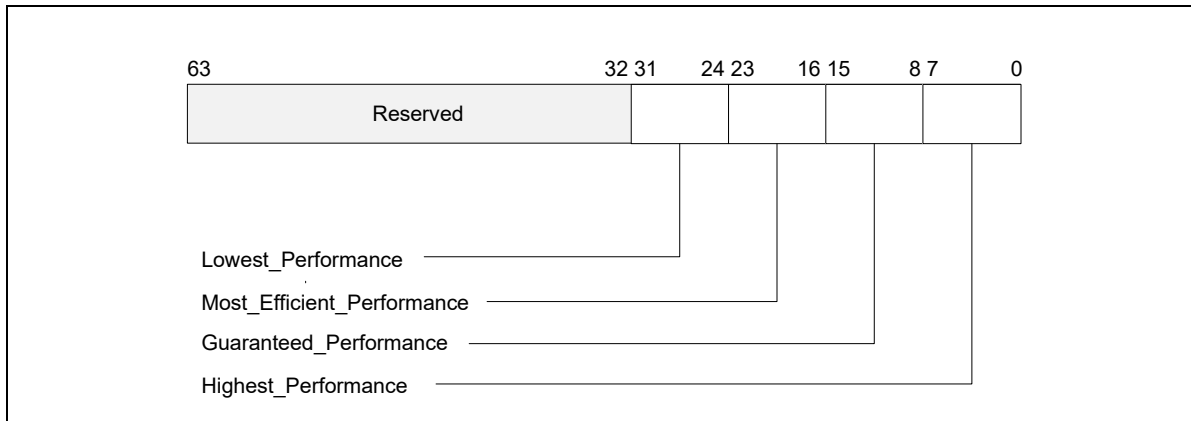 63 32 31 24 23 16 15 8 7 0
Reserved
Lowest_Performance
Most_Efficient_Performance
Guaranteed_Performance
Highest_Performance